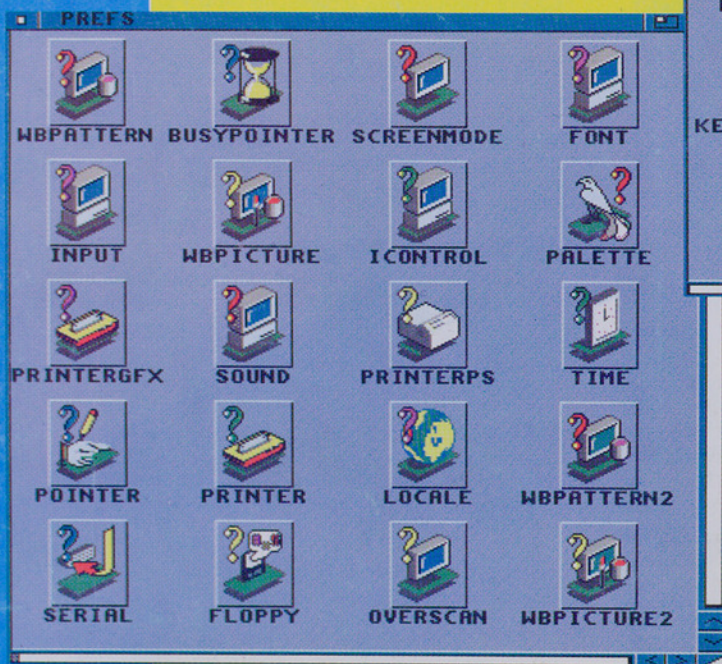 PREFS
WBPATTERN BUSYPOINTER SCREENMODE FONT
KE
INPUT WBPICTURE ICONTROL PALETTE
PRINTERGFX SOUND PRINTERPS TIME
POINTER PRINTER LOCALE WBPATTERN2
SERIAL FLOPPY OVERSCAN WBPICTURE2